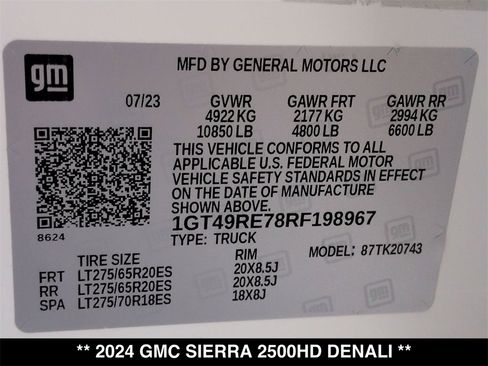 gm
MFD BY GENERAL MOTORS LLC
07/23 GVWR GAWR FRT GAWR RR
4922 KG 2177 KG 2994 KG
10850 LB 4800 LB 6600 LB
THIS VEHICLE CONFORMS TO ALL
APPLICABLE U.S. FEDERAL MOTOR
VEHICLE SAFETY STANDARDS IN EFFECT
ON THE DATE OF MANUFACTURE
SHOWN ABOVE.
1GT49RE78RF198967
8624
TYPE: TRUCK MODEL: 87TK20743
TIRE SIZE RIM
FRT LT275/65R20ES 20X8.5J
RR LT275/65R20ES 20X8.5J
SPA LT275/70R18ES 18X8J
** 2024 GMC SIERRA 2500HD DENALI **